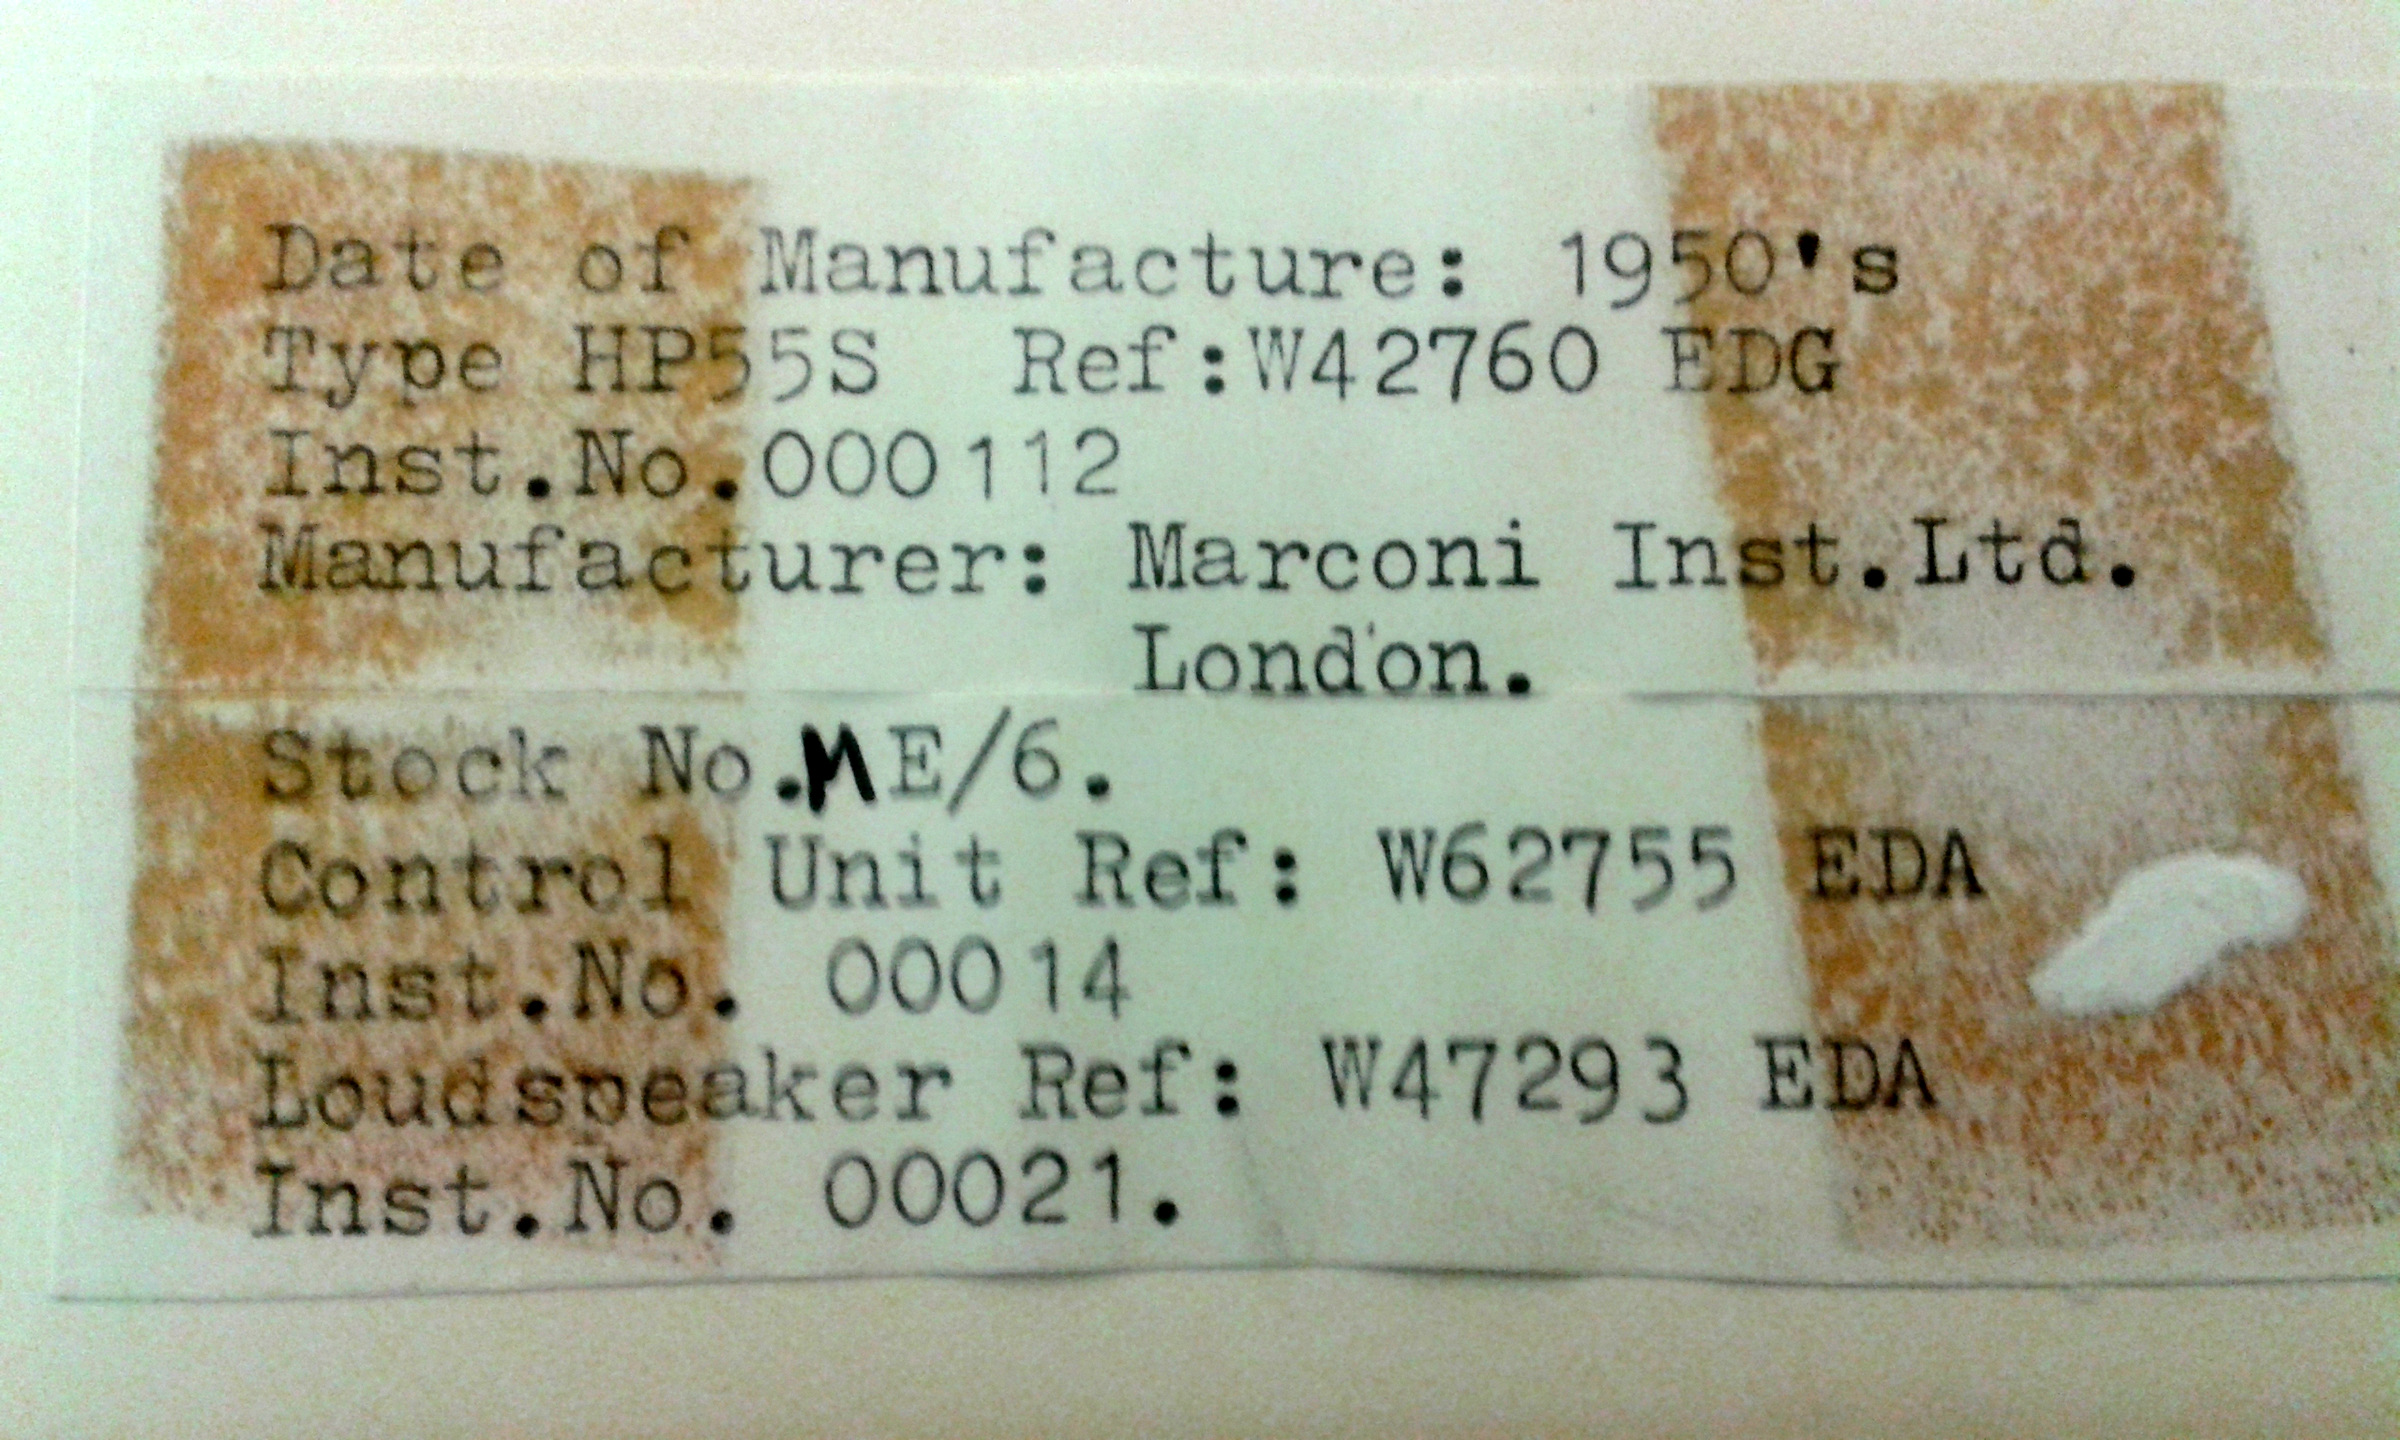 Date of Manufacture: 1950's
Type HP55S Ref:W42760 EDG
Inst.No.000112
Manufacturer: Marconi Inst.Ltd.
London.
Stock No.ME/6.
Control Unit Ref: W62755 EDA
Inst.No. 00014
Loudspeaker Ref: W47293 EDA
Inst.No. 00021.